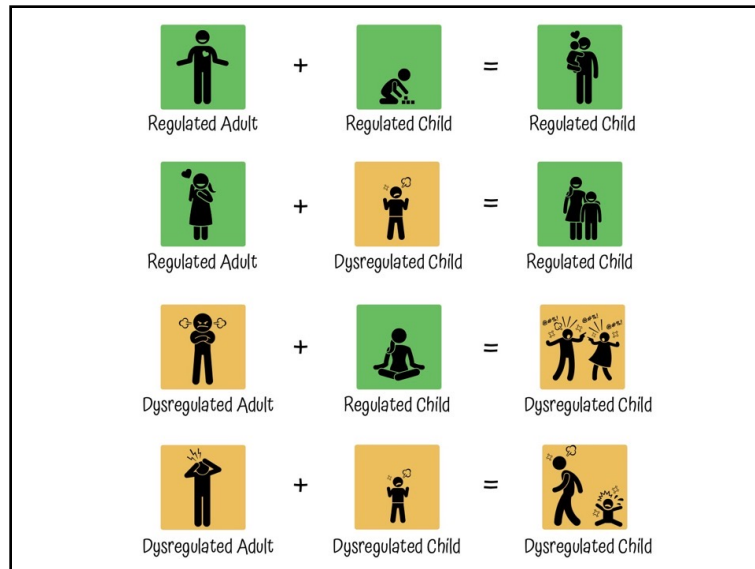 + =
Regulated Adult Regulated Child Regulated Child
+ =
Regulated Adult Dysregulated Child Regulated Child
@#%! @#%! @#%!
+ =
Dysregulated Adult Regulated Child Dysregulated Child
+ =
Dysregulated Adult Dysregulated Child Dysregulated Child